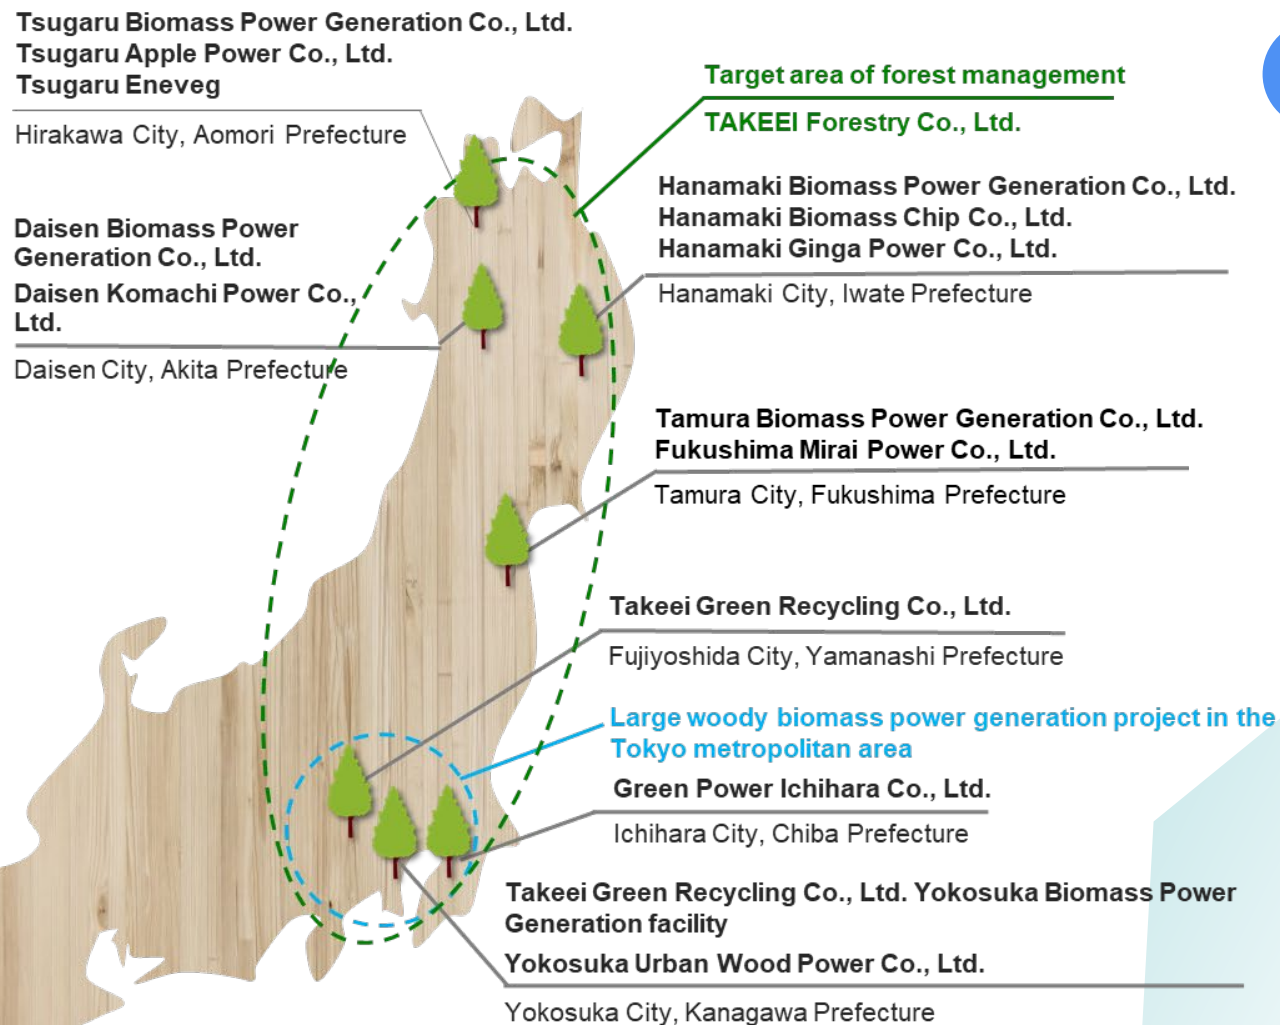 Tsugaru Biomass Power Generation Co., Ltd.
Tsugaru Apple Power Co., Ltd.
Tsugaru Eneveg
Hirakawa City, Aomori Prefecture
Target area of forest management
TAKEEI Forestry Co., Ltd.
Hanamaki Biomass Power Generation Co., Ltd.
Hanamaki Biomass Chip Co., Ltd.
Hanamaki Ginga Power Co., Ltd.
Hanamaki City, Iwate Prefecture
Daisen Biomass Power
Generation Co., Ltd.
Daisen Komachi Power Co.,
Ltd.
Daisen City, Akita Prefecture
Tamura Biomass Power Generation Co., Ltd.
Fukushima Mirai Power Co., Ltd.
Tamura City, Fukushima Prefecture
Takeei Green Recycling Co., Ltd.
Fujiyoshida City, Yamanashi Prefecture
Large woody biomass power generation project in the
Tokyo metropolitan area
Green Power Ichihara Co., Ltd.
Ichihara City, Chiba Prefecture
Takeei Green Recycling Co., Ltd. Yokosuka Biomass Power
Generation facility
Yokosuka Urban Wood Power Co., Ltd.
Yokosuka City, Kanagawa Prefecture